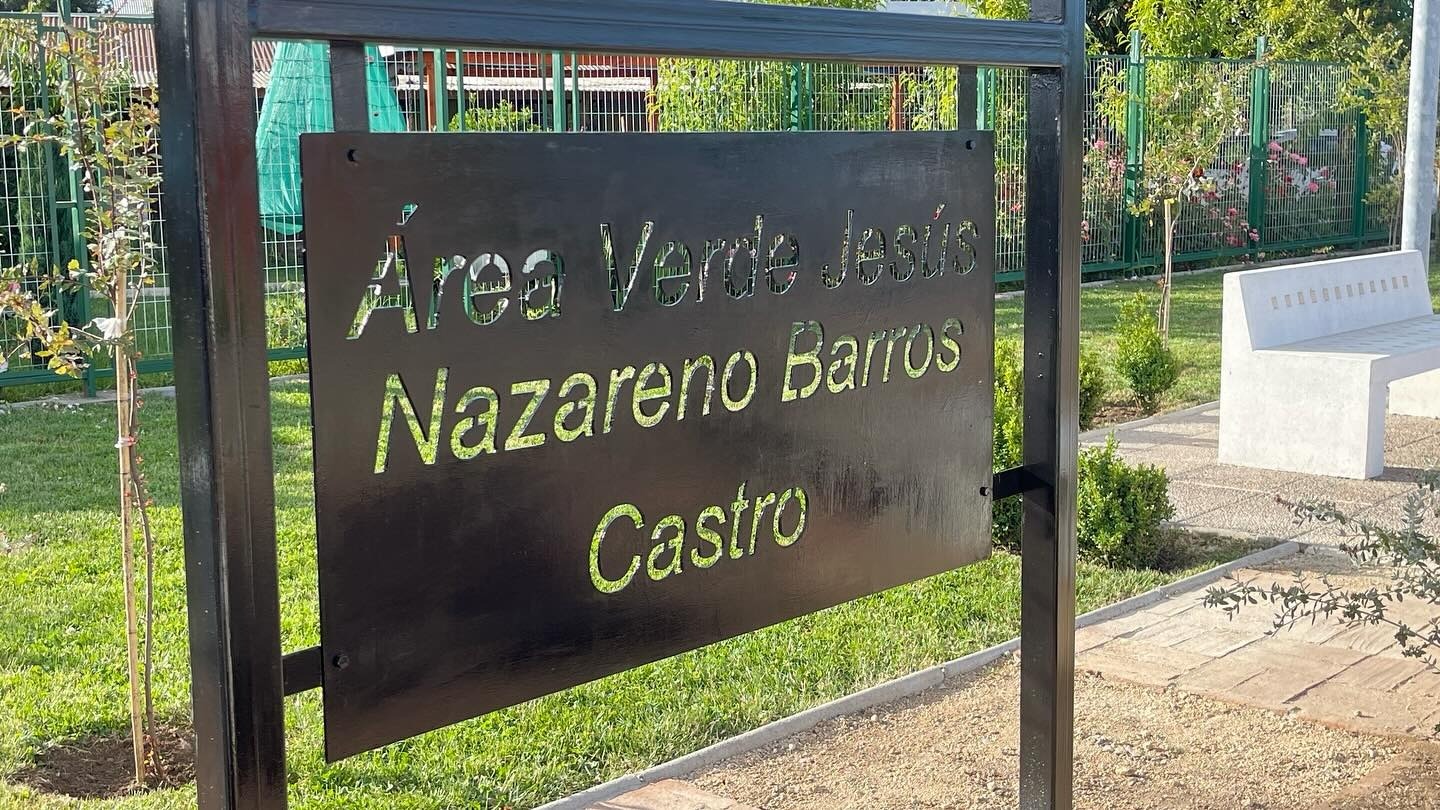 Área Verde Jesús
Nazareno Barros
Castro